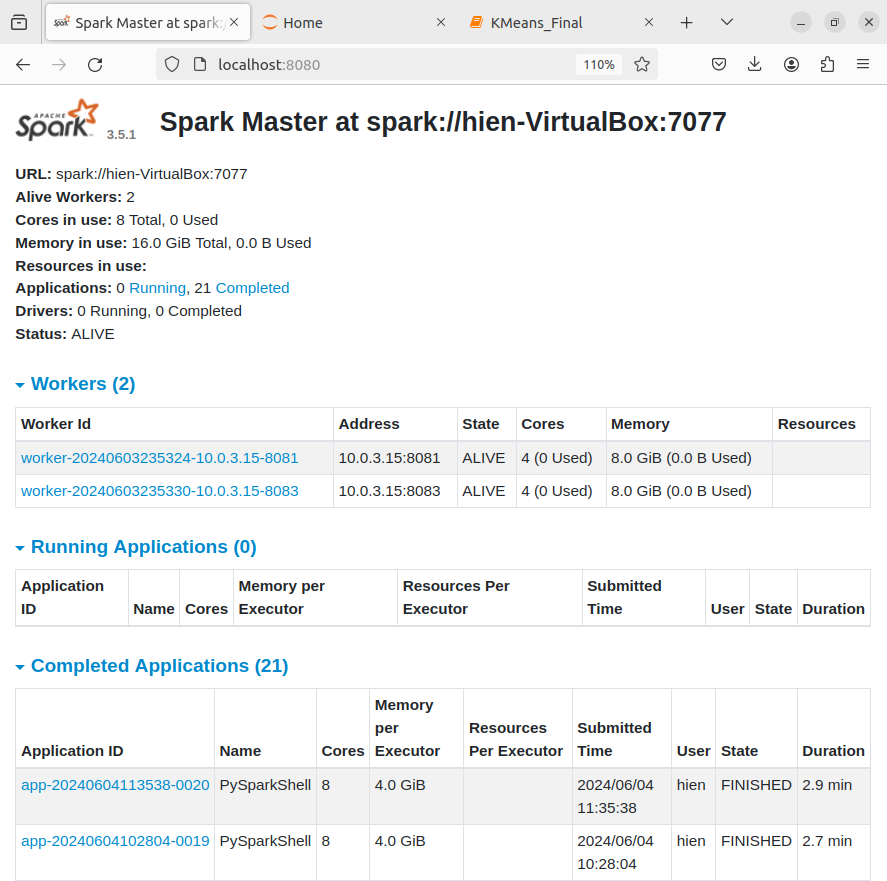 Spark Master at spark:/
Home
KMeans_Final
localhost:8080
110%
APACHE
Spark
3.5.1
Spark Master at spark://hien-VirtualBox:7077
URL: spark://hien-VirtualBox:7077
Alive Workers: 2
Cores in use: 8 Total, 0 Used
Memory in use: 16.0 GiB Total, 0.0 B Used
Resources in use:
Applications: 0 Running, 21 Completed
Drivers: 0 Running, 0 Completed
Status: ALIVE
Workers (2)
Worker Id Address State Cores Memory Resources
worker-20240603235324-10.0.3.15-8081 10.0.3.15:8081 ALIVE 4 (0 Used) 8.0 GiB (0.0 B Used)
worker-20240603235330-10.0.3.15-8083 10.0.3.15:8083 ALIVE 4 (0 Used) 8.0 GiB (0.0 B Used)
Running Applications (0)
Application ID Name Cores Memory per Executor Resources Per Executor Submitted Time User State Duration
Completed Applications (21)
Application ID Name Cores Memory per Executor Resources Per Executor Submitted Time User State Duration
app-20240604113538-0020 PySparkShell 8 4.0 GiB 2024/06/04 11:35:38 hien FINISHED 2.9 min
app-20240604102804-0019 PySparkShell 8 4.0 GiB 2024/06/04 10:28:04 hien FINISHED 2.7 min